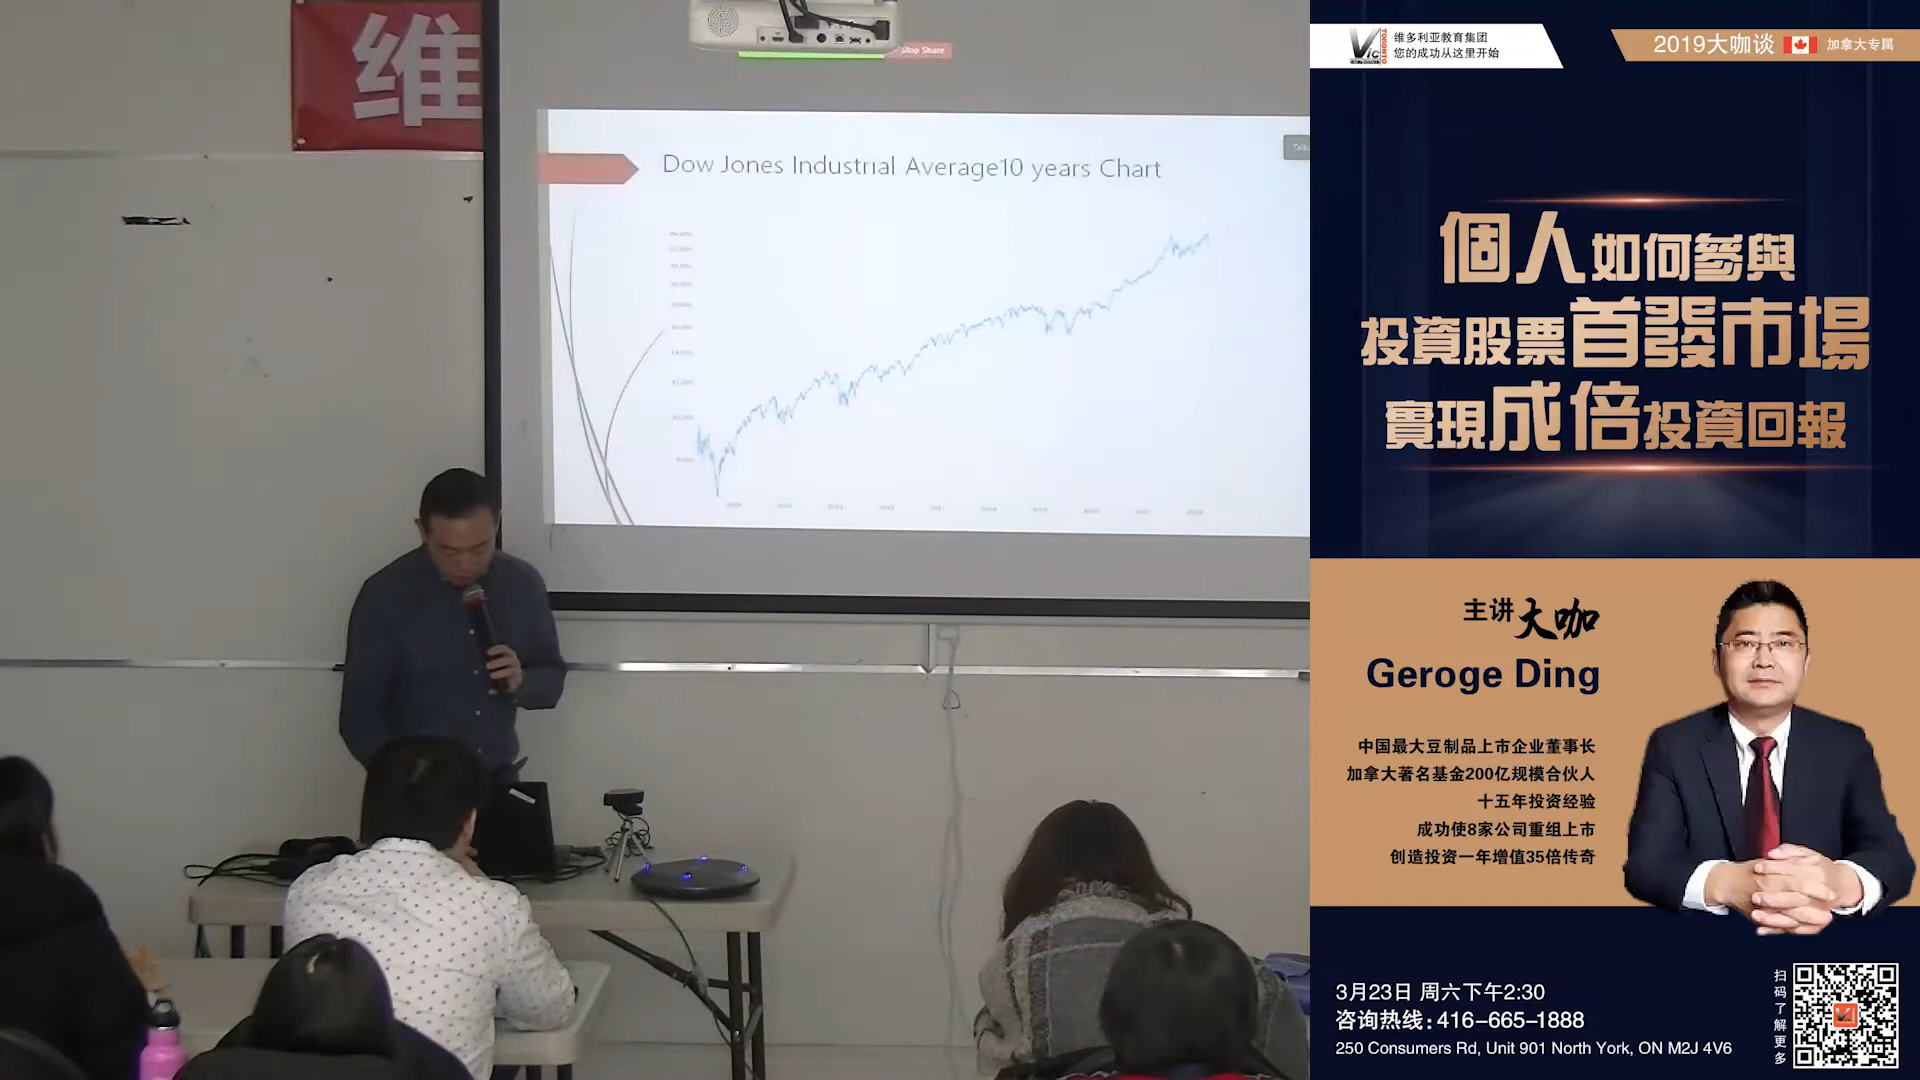 维
Stop Share
Dow Jones Industrial Average10 years Chart
Vic
TORONTO
维多利亚教育集团
您的成功从这里开始
2019大咖谈
加拿大专属
個人如何參與
投資股票首發市場
實現成倍投資回報
主讲大咖
Geroge Ding
中国最大豆制品上市企业董事长
加拿大著名基金200亿规模合伙人
十五年投资经验
成功使8家公司重组上市
创造投资一年增值35倍传奇
3月23日 周六下午2:30
咨询热线:416-665-1888
250 Consumers Rd, Unit 901 North York, ON M2J 4V6
扫码了解更多